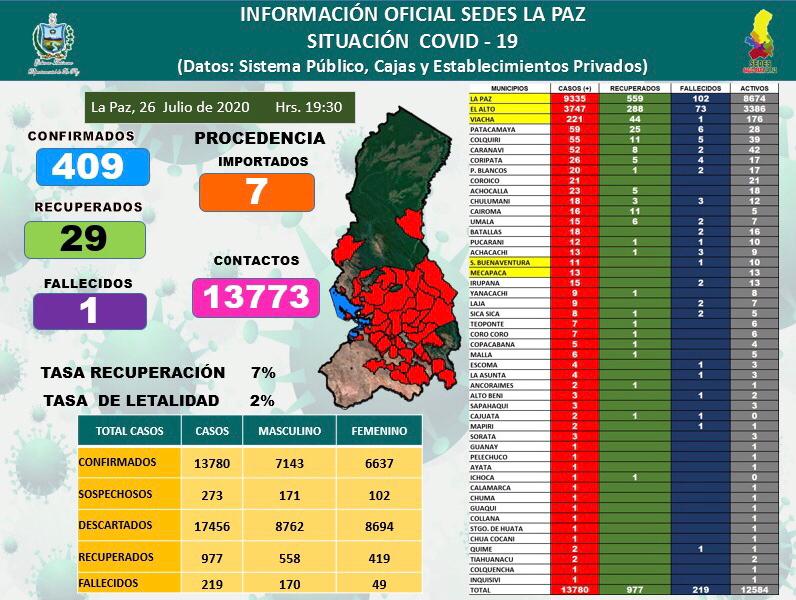 INFORMACIÓN OFICIAL SEDES LA PAZ
SITUACIÓN COVID - 19
(Datos: Sistema Público, Cajas y Establecimientos Privados)
SEDES
La Paz, 26 Julio de 2020 Hrs. 19:30
CONFIRMADOS
409
RECUPERADOS
29
FALLECIDOS
1
PROCEDENCIA
IMPORTADOS
7
CONTACTOS
13773
TASA RECUPERACIÓN 7%
TASA DE LETALIDAD 2%
TOTAL CASOS CASOS MASCULINO FEMENINO
CONFIRMADOS 13780 7143 6637
SOSPECHOSOS 273 171 102
DESCARTADOS 17456 8762 8694
RECUPERADOS 977 558 419
FALLECIDOS 219 170 49
MUNICIPIOS CASOS (+) RECUPERADOS FALLECIDOS ACTIVOS
LA PAZ 9335 559 102 8674
EL ALTO 3747 288 73 3386
VIACHA 221 44 1 176
PATACAMAYA 59 25 6 28
COLQUIRI 55 11 5 39
CARANAVI 52 8 2 42
CORIPATA 26 5 4 17
P. BLANCOS 20 1 2 17
COROICO 21 21
ACHOCALLA 23 5 18
CHULUMANI 18 3 3 12
CAIROMA 16 11 5
UMALA 15 6 2 7
BATALLAS 18 2 16
PUCARANI 12 1 1 10
ACHACACHI 13 1 3 9
S. BUENAVENTURA 11 1 10
MECAPACA 13 13
IRUPANA 15 2 13
YANACACHI 9 1 8
LAJA 9 2 7
SICA SICA 8 1 2 5
TEOPONTE 7 1 6
CORO CORO 7 1 6
COPACABANA 5 1 4
MALLA 6 1 5
ESCOMA 4 1 3
LA ASUNTA 4 1 3
ANCORAIMES 2 1 1
ALTO BENI 3 1 2
SAPAHAQUI 3 3
CAJUATA 2 1 1 0
MAPIRI 2 1 1
SORATA 3 3
GUANAY 1 1
PELECHUCO 1 1
AYATA 1 1
ICHOCA 1 1 0
CALAMARCA 1 1
CHUMA 1 1
GUAQUI 1 1
COLLANA 1 1
STGO. DE HUATA 1 1
CHUA COCANI 1 1
QUIME 2 1 1
TIAHUANACU 2 2
COLQUENCHA 1 1
INQUISIVI 1 1
TOTAL 13780 977 219 12584